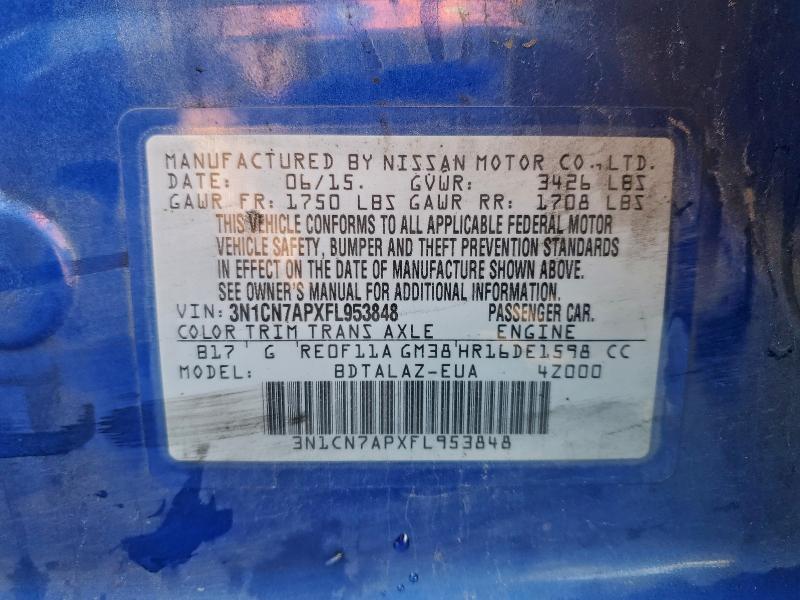 MANUFACTURED BY NISSAN MOTOR CO., LTD.
DATE: 06/15. GVWR: 3426 LBS
GAWR FR: 1750 LBS GAWR RR: 1708 LBS
THIS VEHICLE CONFORMS TO ALL APPLICABLE FEDERAL MOTOR
VEHICLE SAFETY, BUMPER AND THEFT PREVENTION STANDARDS
IN EFFECT ON THE DATE OF MANUFACTURE SHOWN ABOVE.
SEE OWNER'S MANUAL FOR ADDITIONAL INFORMATION.
VIN: 3N1CN7APXFL953848 PASSENGER CAR.
COLOR TRIM TRANS AXLE ENGINE
B17 G RE0F11A GM38 HR16DE1598 CC
MODEL: BDTALAZ-EUA 4Z000
3N1CN7APXFL953848